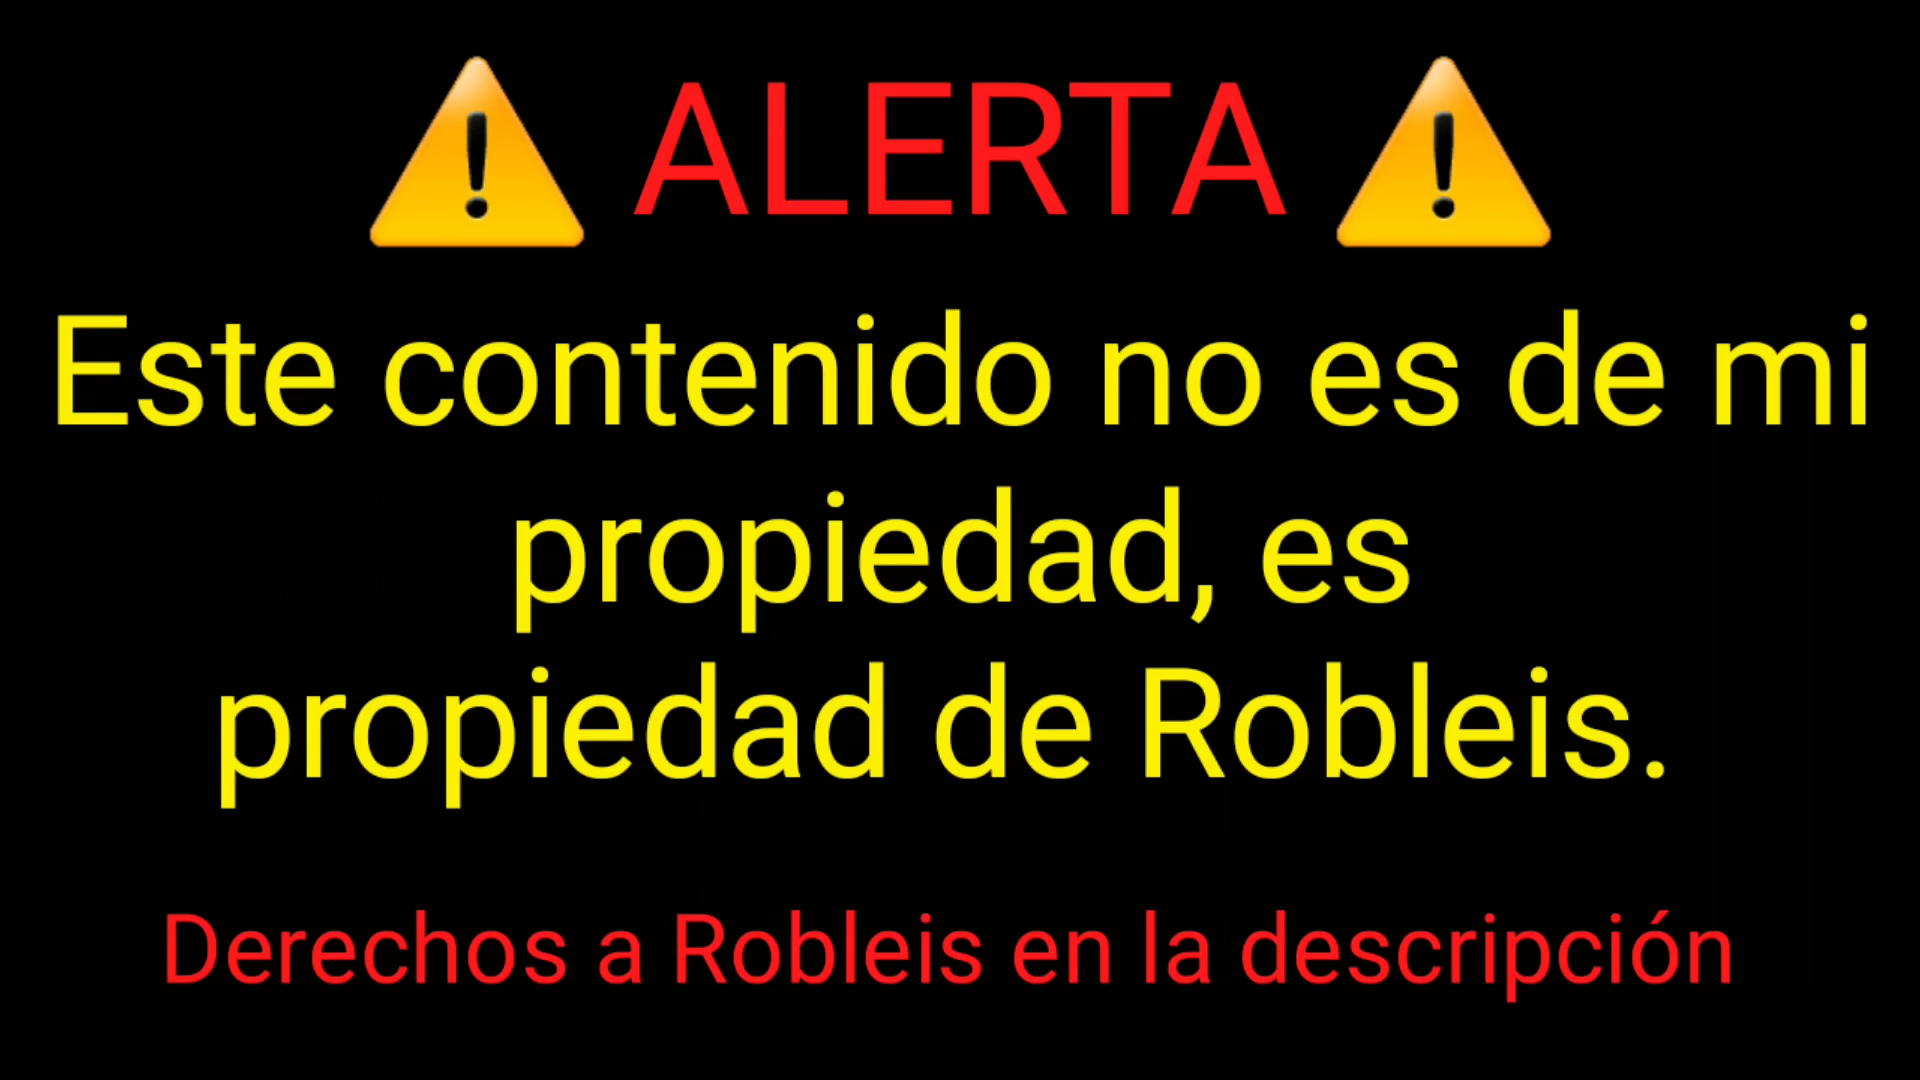 ⚠️ ALERTA ⚠️
Este contenido no es de mi
propiedad, es
propiedad de Robleis.
Derechos a Robleis en la descripción